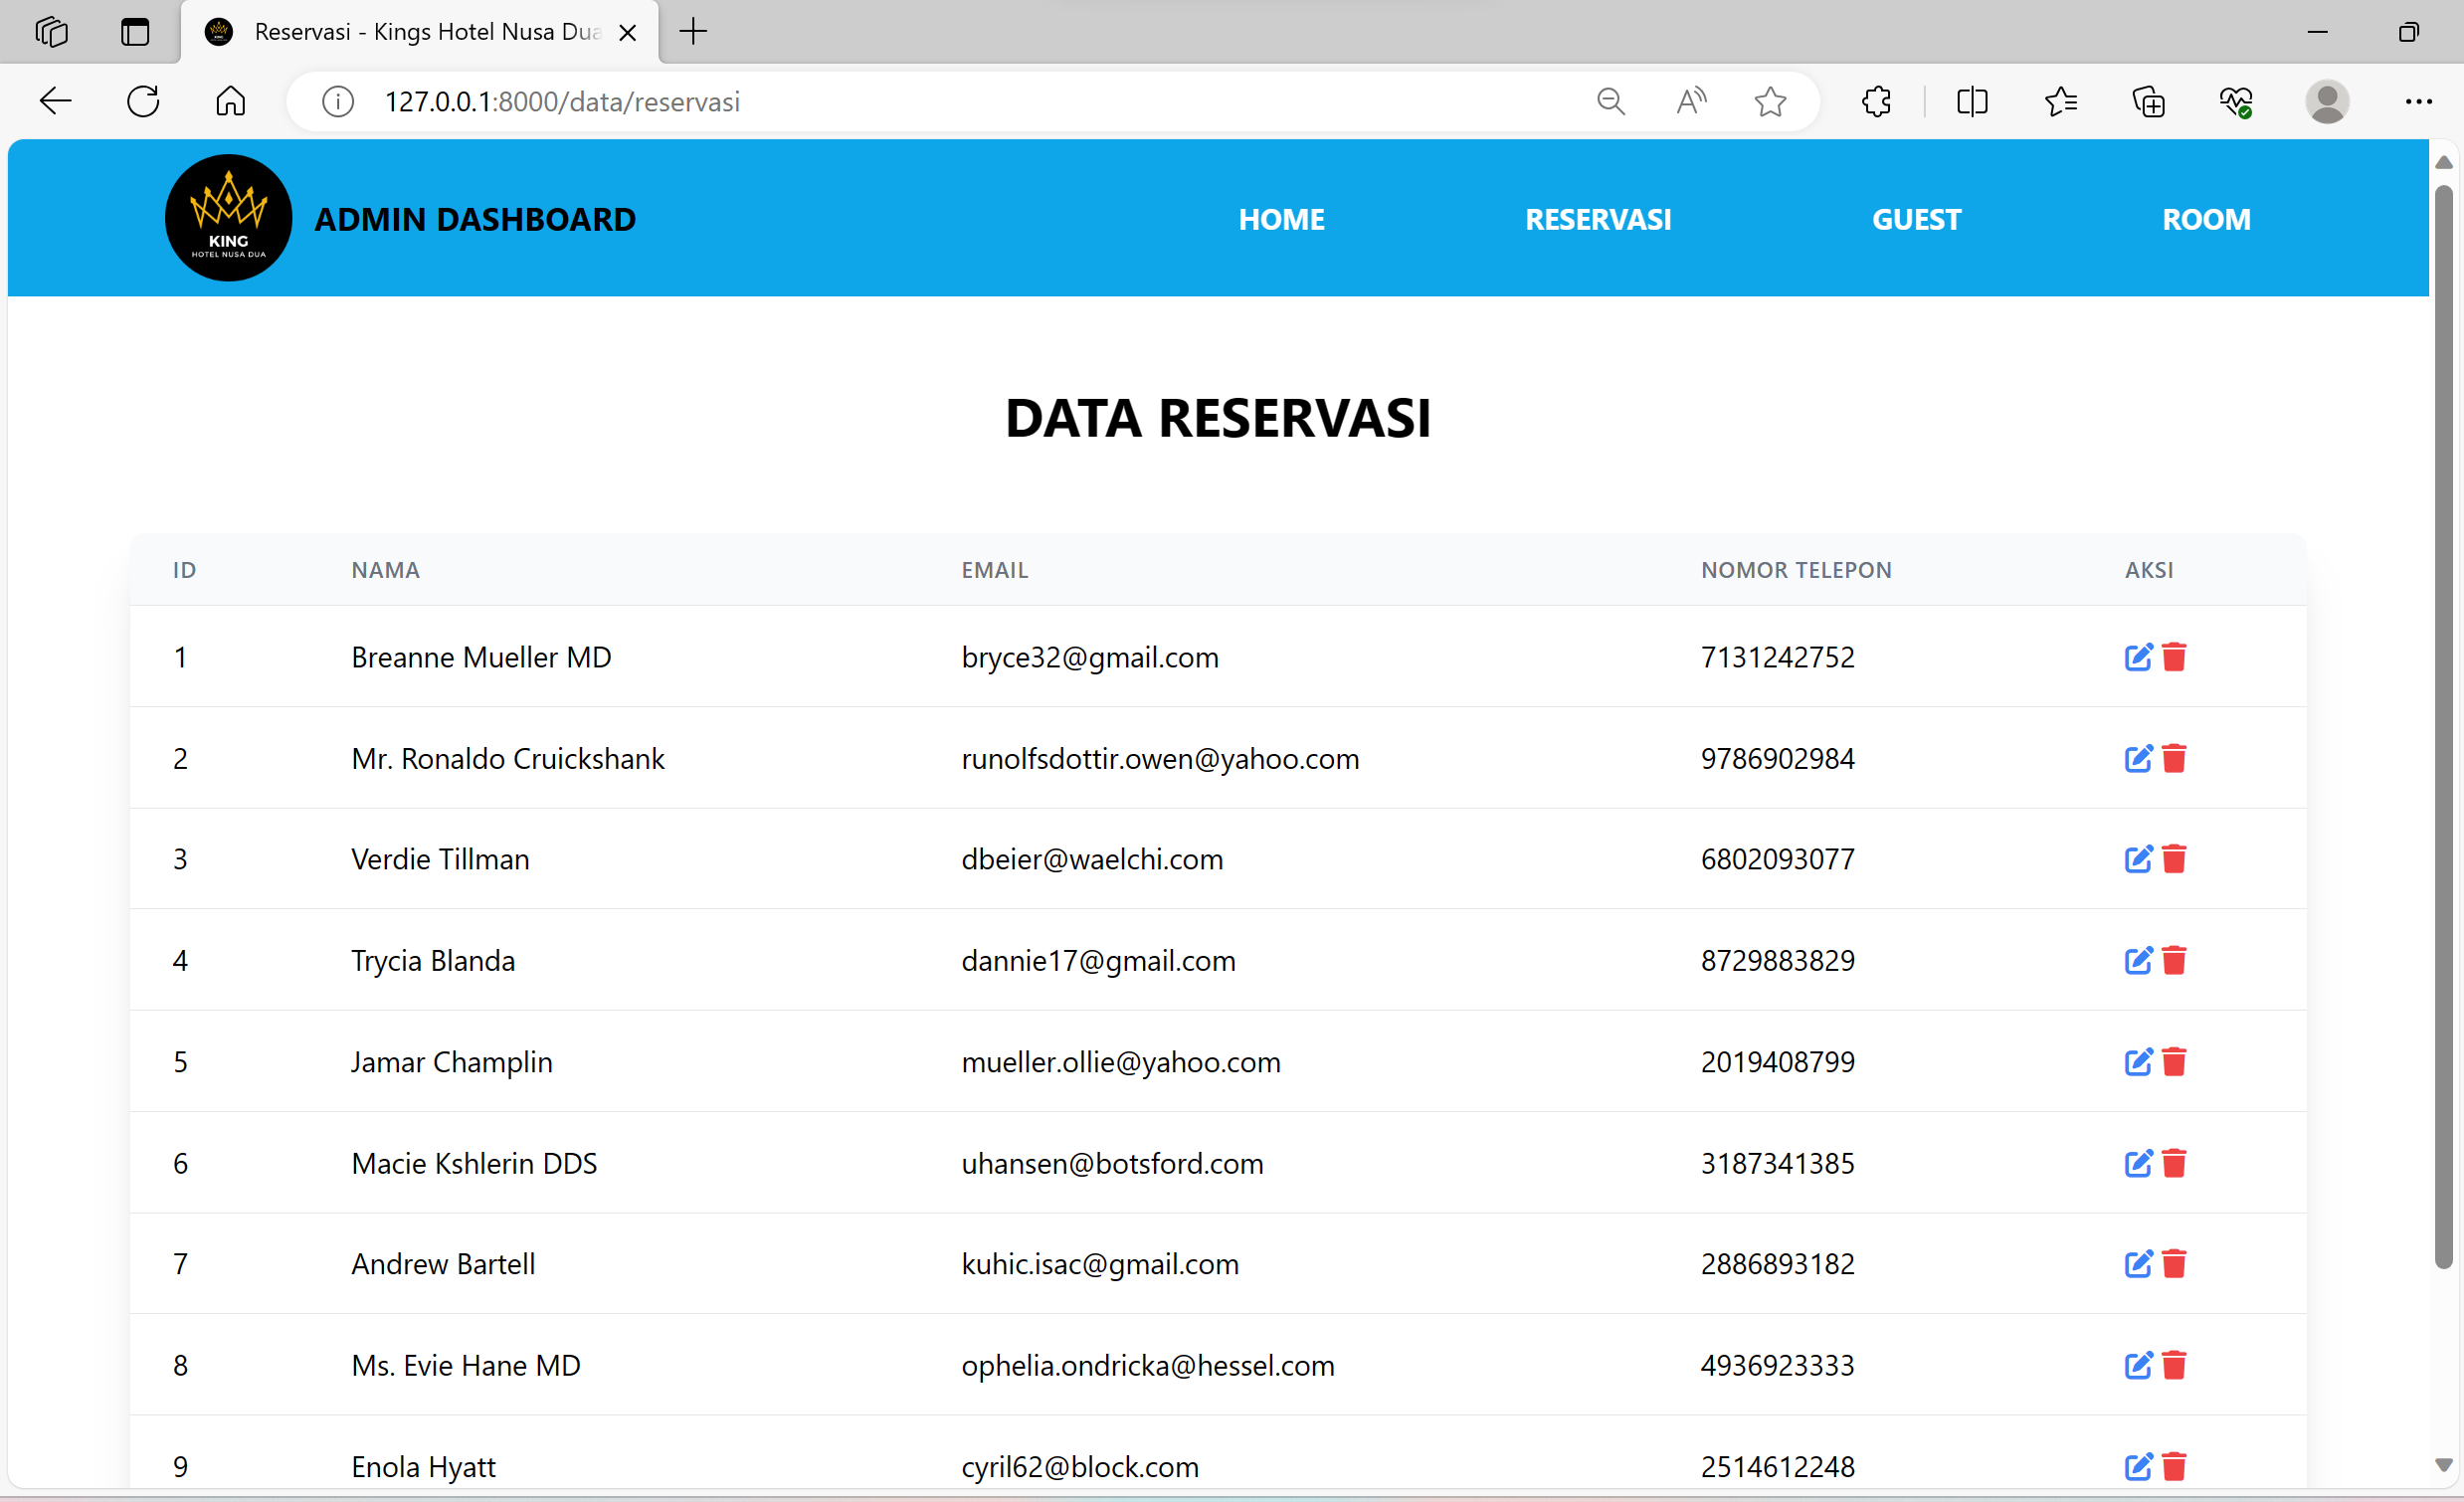 Reservasi - Kings Hotel Nusa Dua
127.0.0.1:8000/data/reservasi
KING
HOTEL NUSA DUA
ADMIN DASHBOARD HOME RESERVASI GUEST ROOM
DATA RESERVASI
ID NAMA EMAIL NOMOR TELEPON AKSI
1 Breanne Mueller MD bryce32@gmail.com 7131242752
2 Mr. Ronaldo Cruickshank runolfsdottir.owen@yahoo.com 9786902984
3 Verdie Tillman dbeier@waelchi.com 6802093077
4 Trycia Blanda dannie17@gmail.com 8729883829
5 Jamar Champlin mueller.ollie@yahoo.com 2019408799
6 Macie Kshlerin DDS uhansen@botsford.com 3187341385
7 Andrew Bartell kuhic.isac@gmail.com 2886893182
8 Ms. Evie Hane MD ophelia.ondricka@hessel.com 4936923333
9 Enola Hyatt cyril62@block.com 2514612248